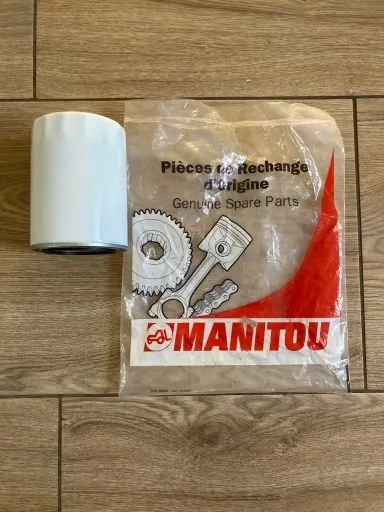 Pièces de Rechange
d'Origine
Genuine Spare Parts
MANITOU